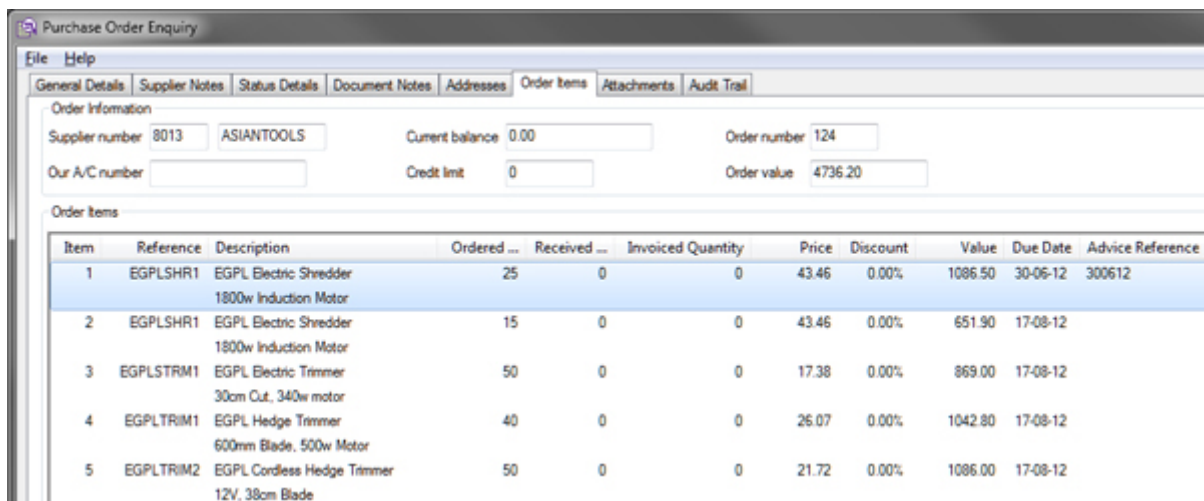 Purchase Order Enquiry
File Help
General Details Supplier Notes Status Details Document Notes Addresses Order Items Attachments Audit Trail
Order Information
Supplier number 8013 ASIANTOOLS Current balance 0.00 Order number 124
Our A/C number Credit limit 0 Order value 4736.20
Order Items
Item Reference Description Ordered ... Received ... Invoiced Quantity Price Discount Value Due Date Advice Reference
1 EGPLSHR1 EGPL Electric Shredder 25 0 0 43.46 0.00% 1086.50 30-06-12 300612
1800w Induction Motor
2 EGPLSHR1 EGPL Electric Shredder 15 0 0 43.46 0.00% 651.90 17-08-12
1800w Induction Motor
3 EGPLSTRM1 EGPL Electric Trimmer 50 0 0 17.38 0.00% 869.00 17-08-12
30cm Cut, 340w motor
4 EGPLTRIM1 EGPL Hedge Trimmer 40 0 0 26.07 0.00% 1042.80 17-08-12
600mm Blade, 500w Motor
5 EGPLTRIM2 EGPL Cordless Hedge Trimmer 50 0 0 21.72 0.00% 1086.00 17-08-12
12V, 38cm Blade